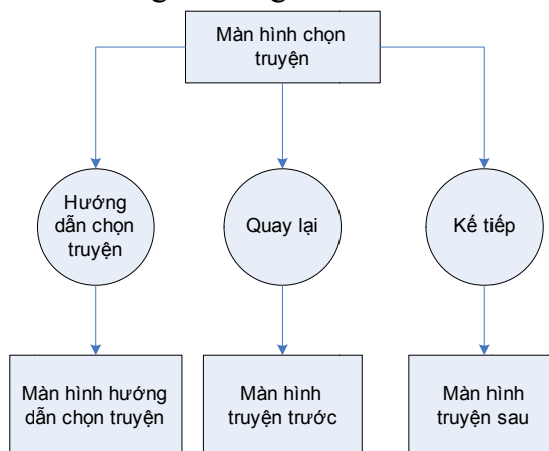 Màn hình chọn
truyện
Hướng
dẫn chọn
truyện
Quay lại
Kế tiếp
Màn hình hướng
dẫn chọn truyện
Màn hình
truyện trước
Màn hình
truyện sau